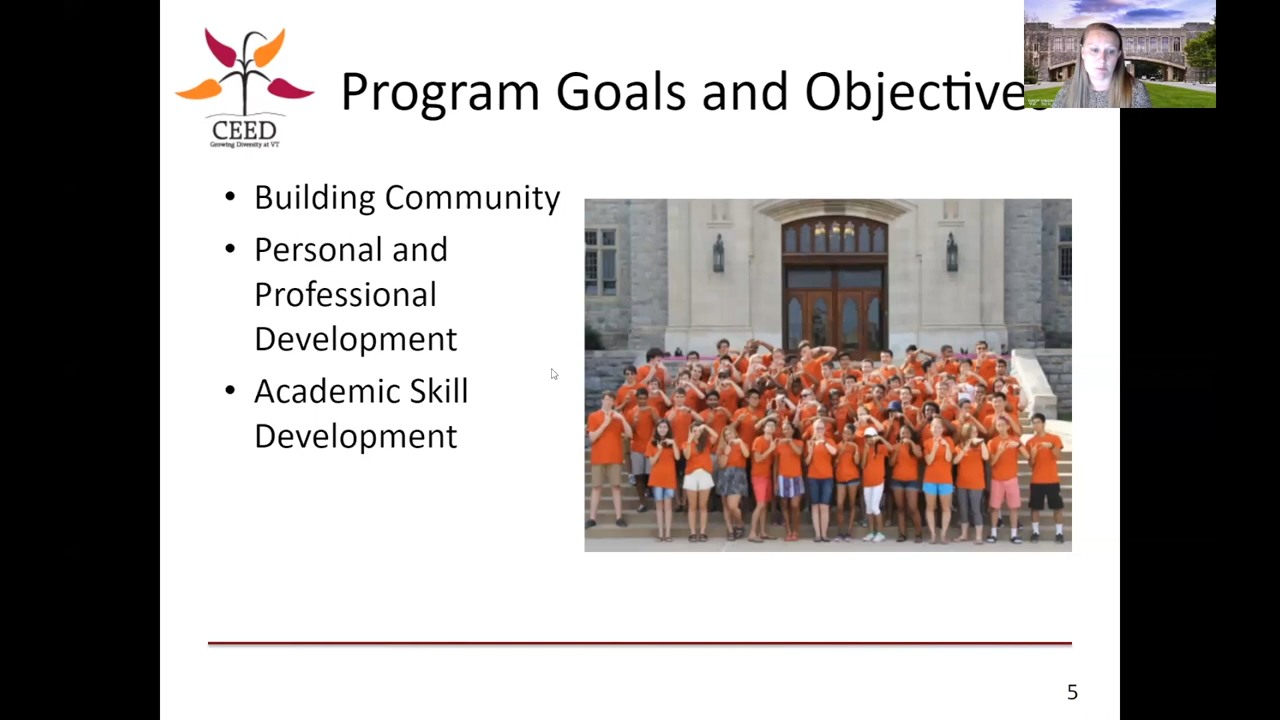 Program Goals and Objective
CEED
Growing Diversity at VT
• Building Community
• Personal and
Professional
Development
• Academic Skill
Development
5